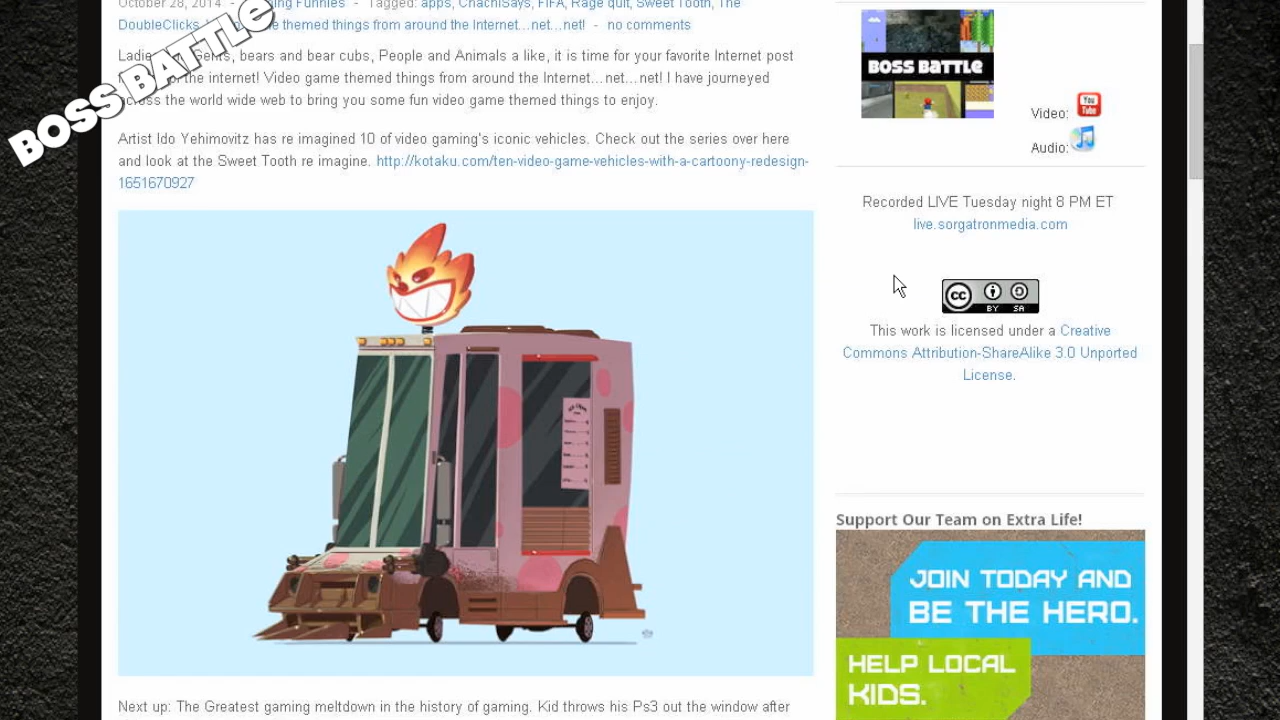 October 28, 2014 - Funnies - Tagged: apps, ChachiSays, FIFA, Rage quit, Sweet Tooth, The
DoubleClicks themed things from around the Internet...net...net! - no comments
BOSS BATTLE
bears and bear cubs, People and Animals a like, it is time for your favorite Internet post
Video game themed things from around the Internet...net...net! I have journeyed
the world wide web to bring you some fun video game themed things to enjoy.
Artist Ido Yehimovitz has re imagined 10 of video gaming's iconic vehicles. Check out the series over here
and look at the Sweet Tooth re imagine. http://kotaku.com/ten-video-game-vehicles-with-a-cartoony-redesign-
1651670927
Next up: The Greatest gaming meltdown in the history of gaming. Kid throws his Ps3 out the window after
BOSS BATTLE
Video: You Tube
Audio:
Recorded LIVE Tuesday night 8 PM ET
live.sorgatronmedia.com
cc BY SA
This work is licensed under a Creative
Commons Attribution-ShareAlike 3.0 Unported
License.
Support Our Team on Extra Life!
JOIN TODAY AND
BE THE HERO.
HELP LOCAL
KIDS.